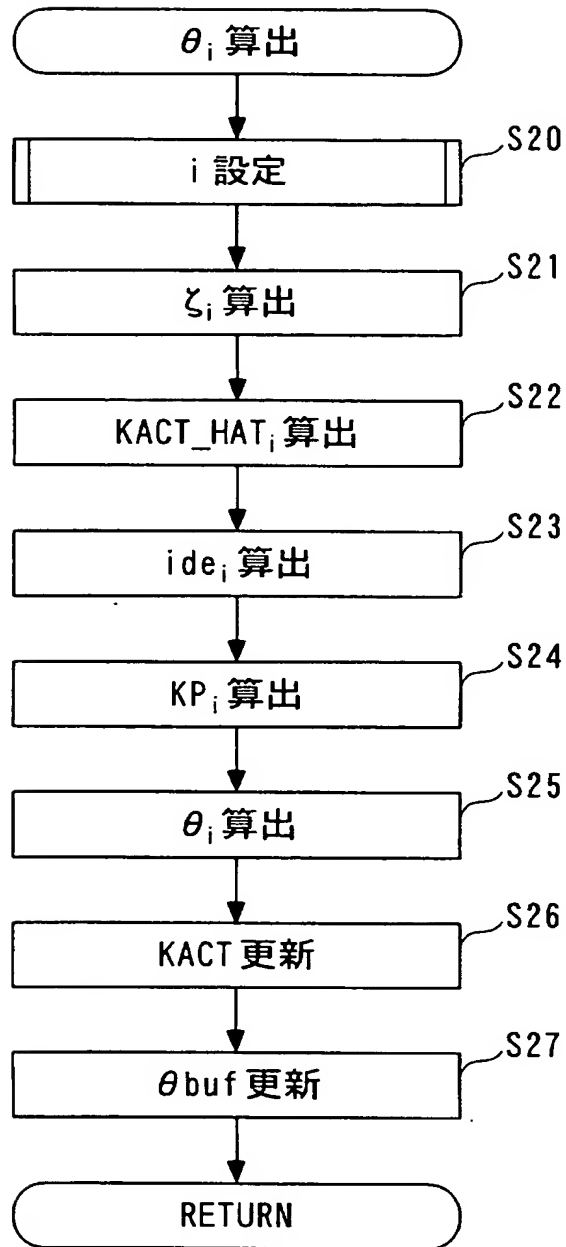 θi 算出
i 設定
S20
ζi 算出
S21
KACT_HATi 算出
S22
idei 算出
S23
KPi 算出
S24
θi 算出
S25
KACT 更新
S26
θbuf 更新
S27
RETURN